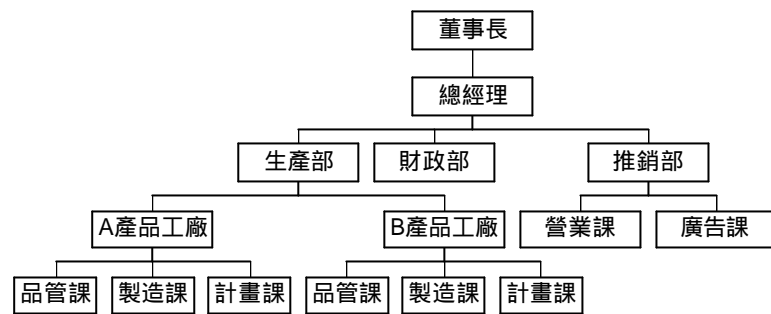 董事長
總經理
生產部
財政部
推銷部
A產品工廠
B產品工廠
營業課
廣告課
品管課
製造課
計畫課
品管課
製造課
計畫課